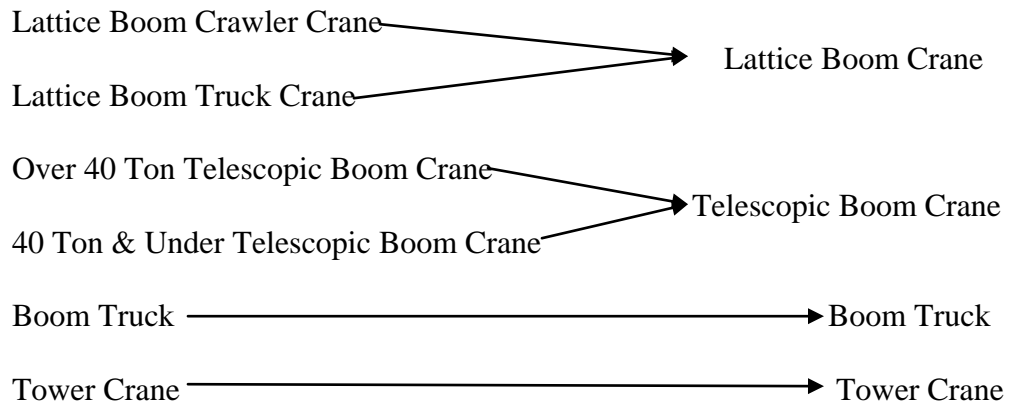 Lattice Boom Crawler Crane
Lattice Boom Crane
Lattice Boom Truck Crane
Over 40 Ton Telescopic Boom Crane
Telescopic Boom Crane
40 Ton & Under Telescopic Boom Crane
Boom Truck
Boom Truck
Tower Crane
Tower Crane